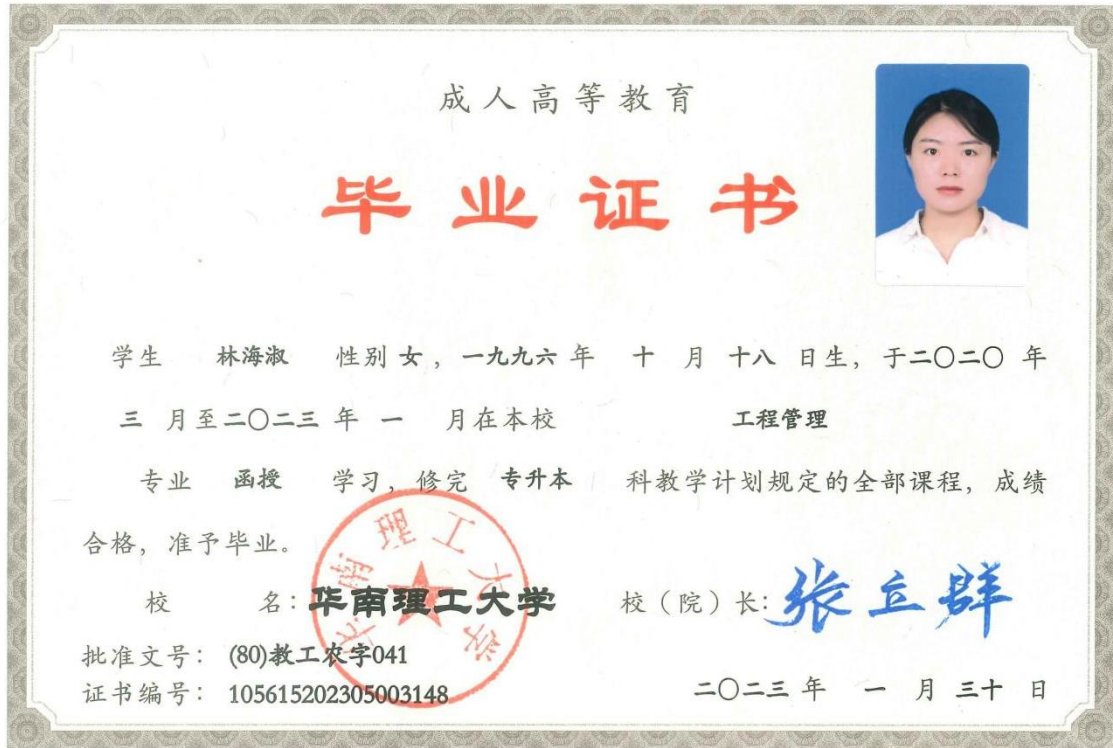 成人高等教育
毕业证书
学生 林海淑 性别 女，一九九六 年 十 月 十八 日生，于二〇二〇 年
三 月至二〇二三 年 一 月在本校 工程管理
专业 函授 学习，修完 专升本 科教学计划规定的全部课程，成绩
合格，准予毕业。
华南理工大学
校 名：华南理工大学 校（院）长：张立群
批准文号：(80)教工农字041
证书编号：105615202305003148 二〇二三 年 一 月 三十 日